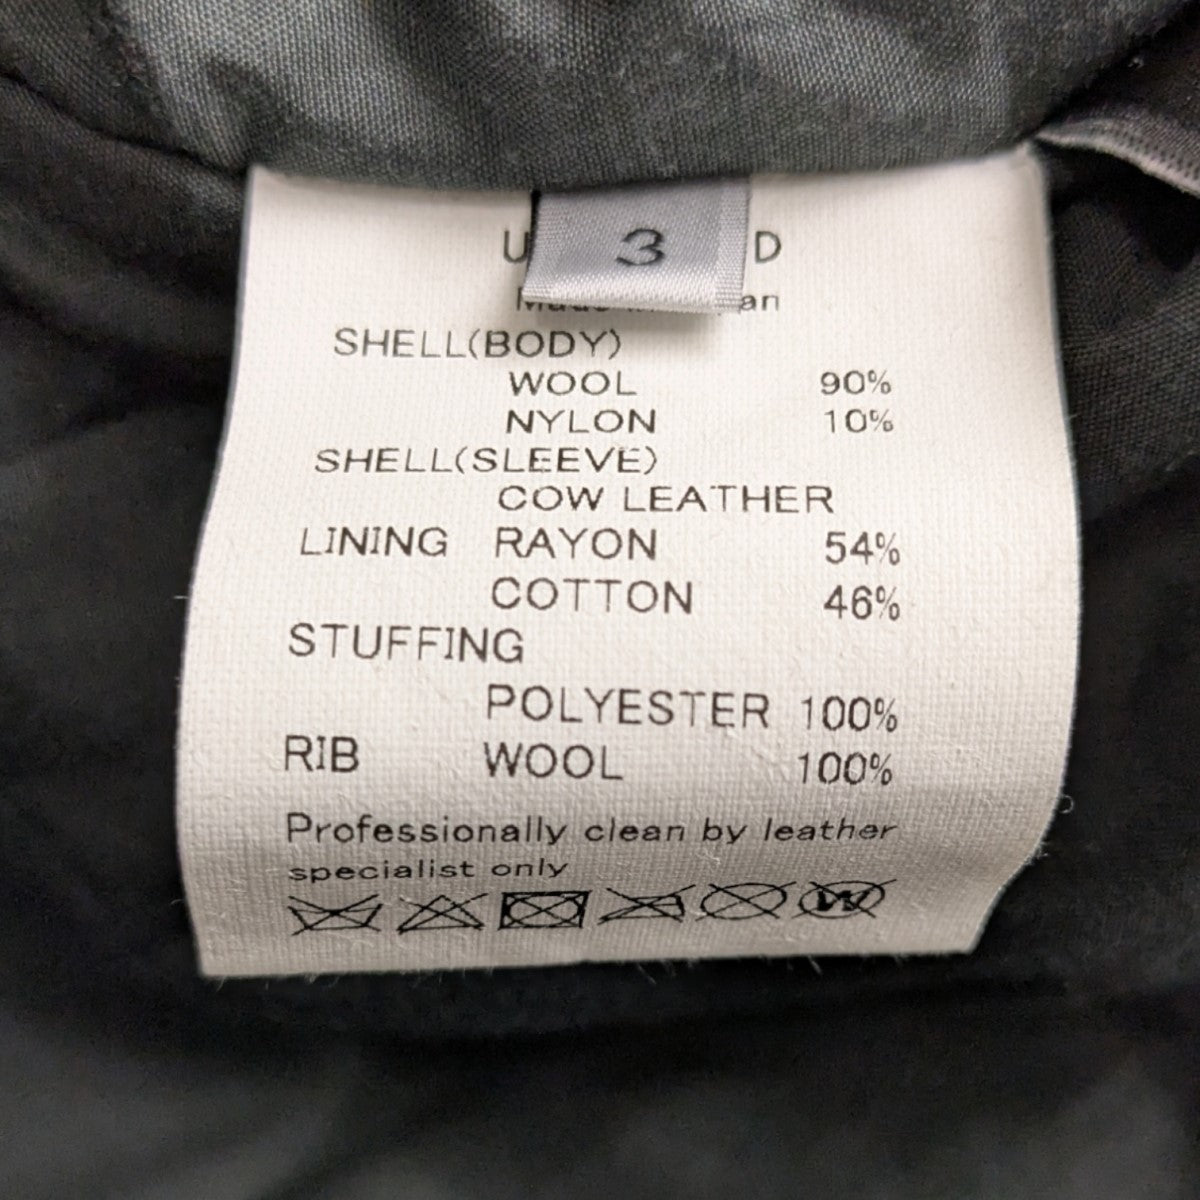 3
SHELL(BODY)
WOOL 90%
NYLON 10%
SHELL(SLEEVE)
COW LEATHER
LINING RAYON 54%
COTTON 46%
STUFFING
POLYESTER 100%
RIB WOOL 100%
Professionally clean by leather
specialist only
W